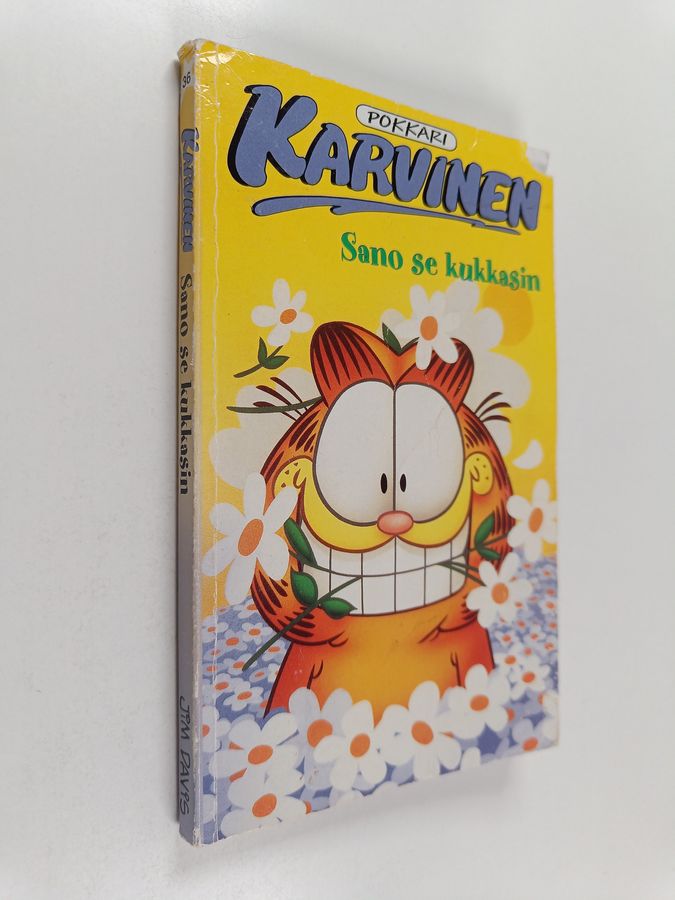 POKKARI
KARVINEN
Sano se kukkasin
36
KARVINEN
Sano se kukkasin
JIM DAVIS